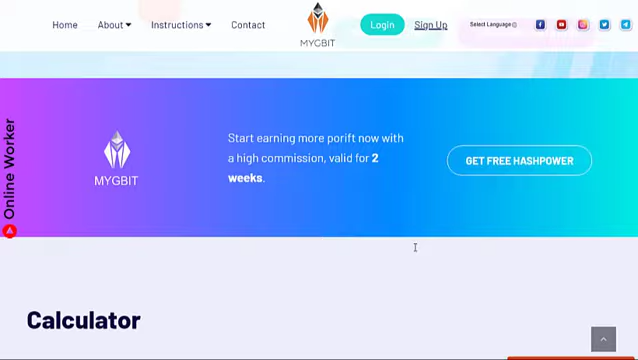 Home About Instructions Contact MYGBIT Login Sign Up Select Language
Start earning more porift now with
a high commission, valid for 2
weeks.
MYGBIT
GET FREE HASHPOWER
Online Worker
Calculator